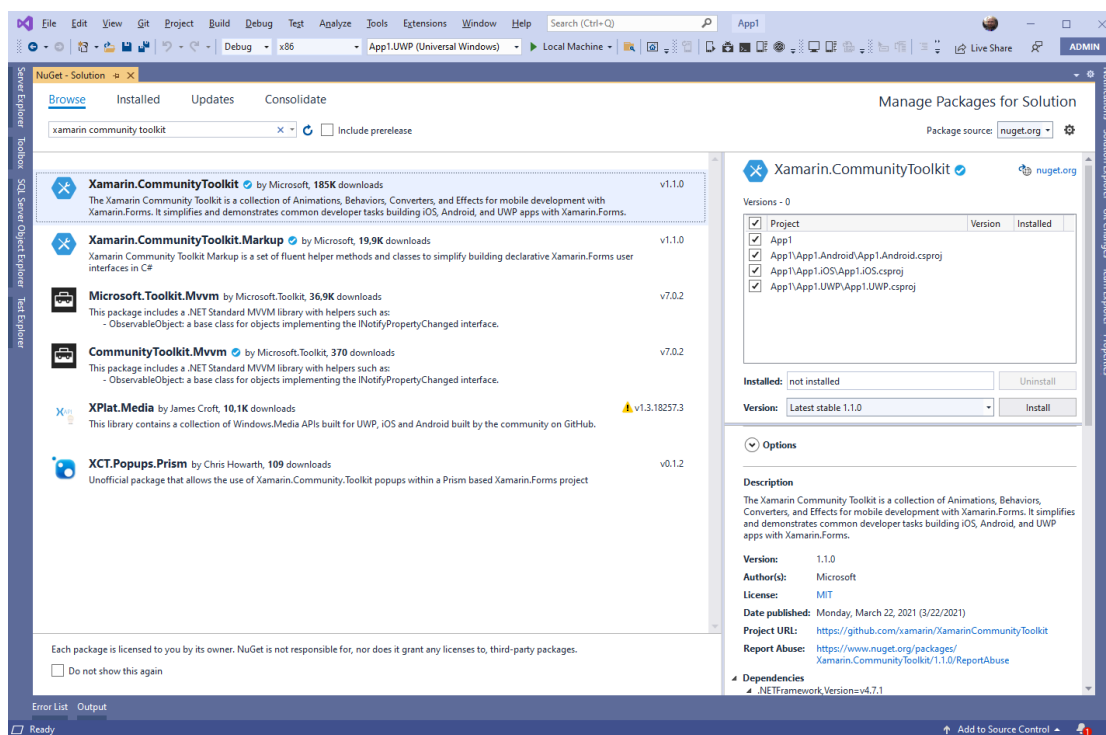 File Edit View Git Project Build Debug Test Analyze Tools Extensions Window Help Search (Ctrl+Q) App1
Debug x86 App1.UWP (Universal Windows) Local Machine Live Share ADMIN
Server Explorer
Toolbox
SQL Server Object Explorer
Test Explorer
NuGet - Solution
Browse Installed Updates Consolidate
Manage Packages for Solution
xamarin community toolkit
Include prerelease
Package source: nuget.org
Xamarin.CommunityToolkit by Microsoft, 185K downloads v1.1.0
The Xamarin Community Toolkit is a collection of Animations, Behaviors, Converters, and Effects for mobile development with
Xamarin.Forms. It simplifies and demonstrates common developer tasks building iOS, Android, and UWP apps with Xamarin.Forms.
Xamarin.CommunityToolkit.Markup by Microsoft, 19,9K downloads v1.1.0
Xamarin Community Toolkit Markup is a set of fluent helper methods and classes to simplify building declarative Xamarin.Forms user
interfaces in C#
Microsoft.Toolkit.Mvvm by Microsoft.Toolkit, 36,9K downloads v7.0.2
This package includes a .NET Standard MVVM library with helpers such as:
- ObservableObject: a base class for objects implementing the INotifyPropertyChanged interface.
CommunityToolkit.Mvvm by Microsoft.Toolkit, 370 downloads v7.0.2
This package includes a .NET Standard MVVM library with helpers such as:
- ObservableObject: a base class for objects implementing the INotifyPropertyChanged interface.
XPlat.Media by James Croft, 10,1K downloads v1.3.18257.3
This library contains a collection of Windows.Media APIs built for UWP, iOS and Android built by the community on GitHub.
XCT.Popups.Prism by Chris Howarth, 109 downloads v0.1.2
Unofficial package that allows the use of Xamarin.Community.Toolkit popups within a Prism based Xamarin.Forms project
Each package is licensed to you by its owner. NuGet is not responsible for, nor does it grant any licenses to, third-party packages.
Do not show this again
Xamarin.CommunityToolkit nuget.org
Versions - 0
Project Version Installed
App1
App1\App1.Android\App1.Android.csproj
App1\App1.iOS\App1.iOS.csproj
App1\App1.UWP\App1.UWP.csproj
Installed: not installed Uninstall
Version: Latest stable 1.1.0 Install
Options
Description
The Xamarin Community Toolkit is a collection of Animations, Behaviors,
Converters, and Effects for mobile development with Xamarin.Forms. It simplifies
and demonstrates common developer tasks building iOS, Android, and UWP
apps with Xamarin.Forms.
Version: 1.1.0
Author(s): Microsoft
License: MIT
Date published: Monday, March 22, 2021 (3/22/2021)
Project URL: https://github.com/xamarin/XamarinCommunityToolkit
Report Abuse: https://www.nuget.org/packages/
Xamarin.CommunityToolkit/1.1.0/ReportAbuse
Dependencies
.NETFramework,Version=v4.7.1
Error List Output
Ready Add to Source Control 1